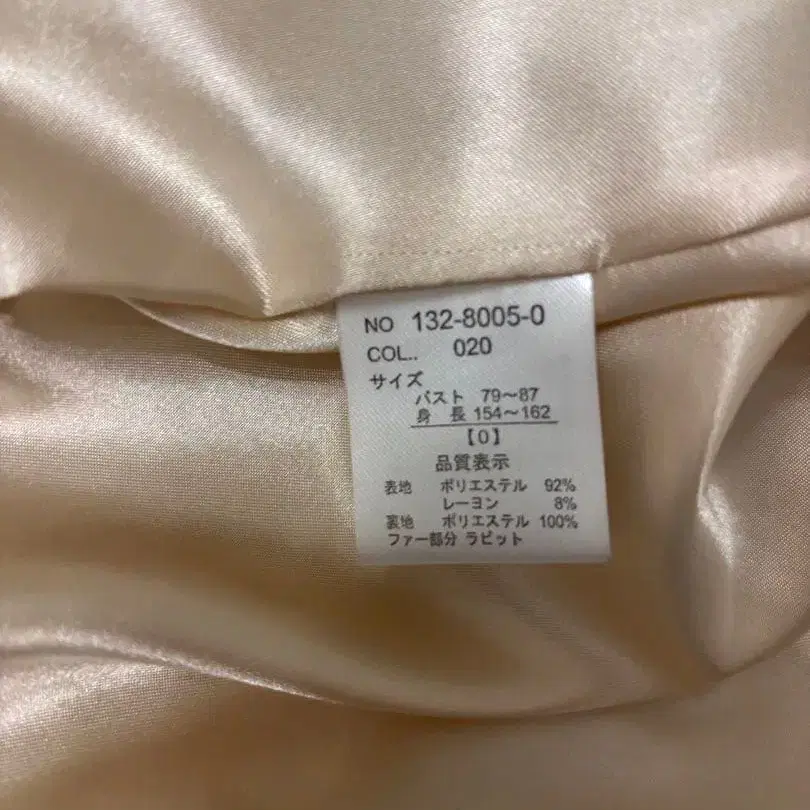 NO 132-8005-0
COL.. 020
サイズ
バスト 79〜87
身 長 154〜162
【0】
品質表示
表地 ポリエステル 92%
レーヨン 8%
裏地 ポリエステル 100%
ファー部分 ラビット